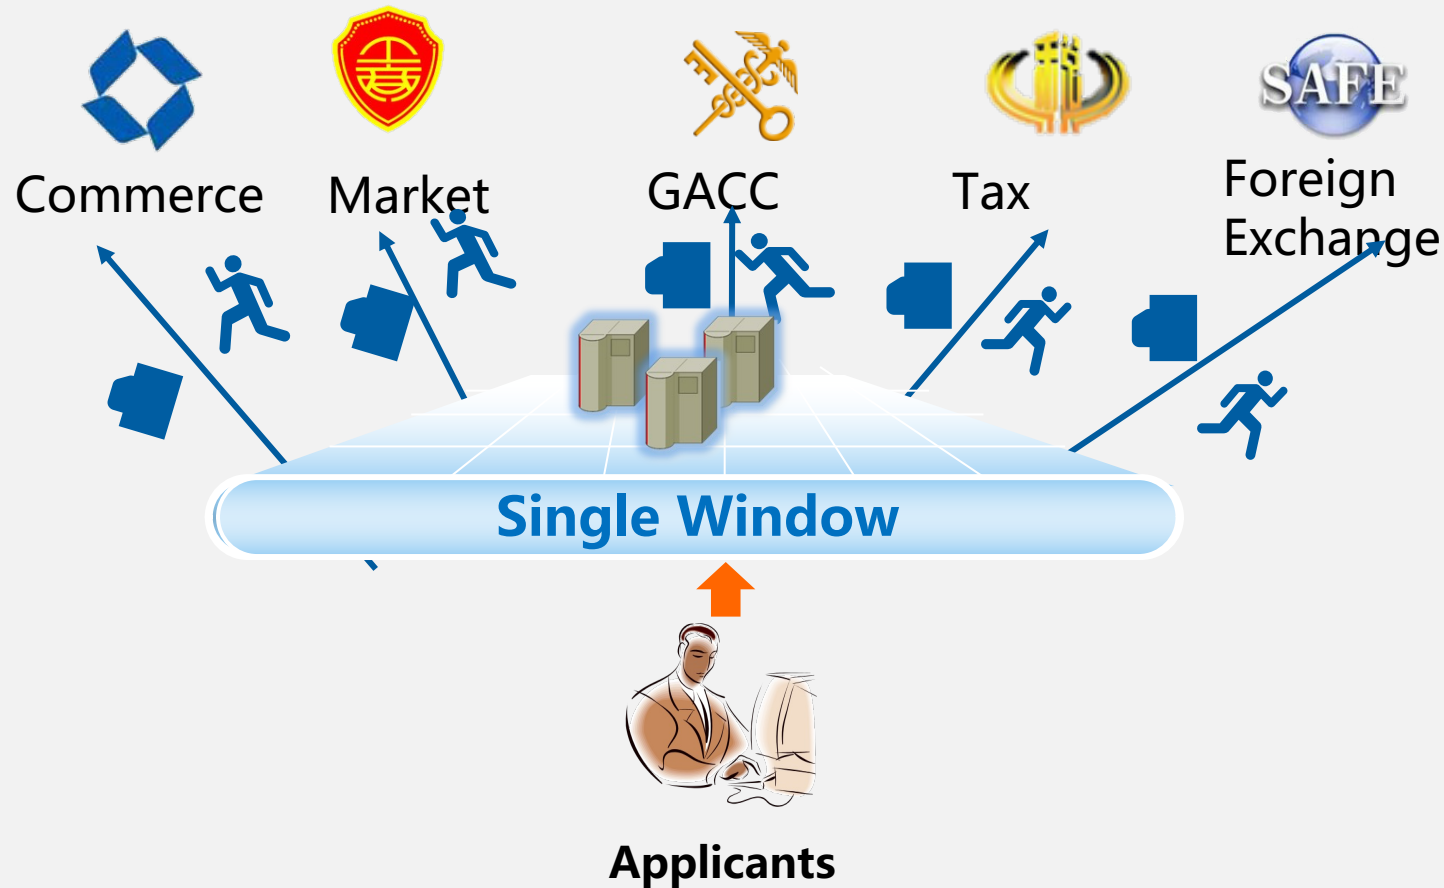 SAFE
Commerce
Market
GACC
Tax
Foreign
Exchange
Single Window
Applicants